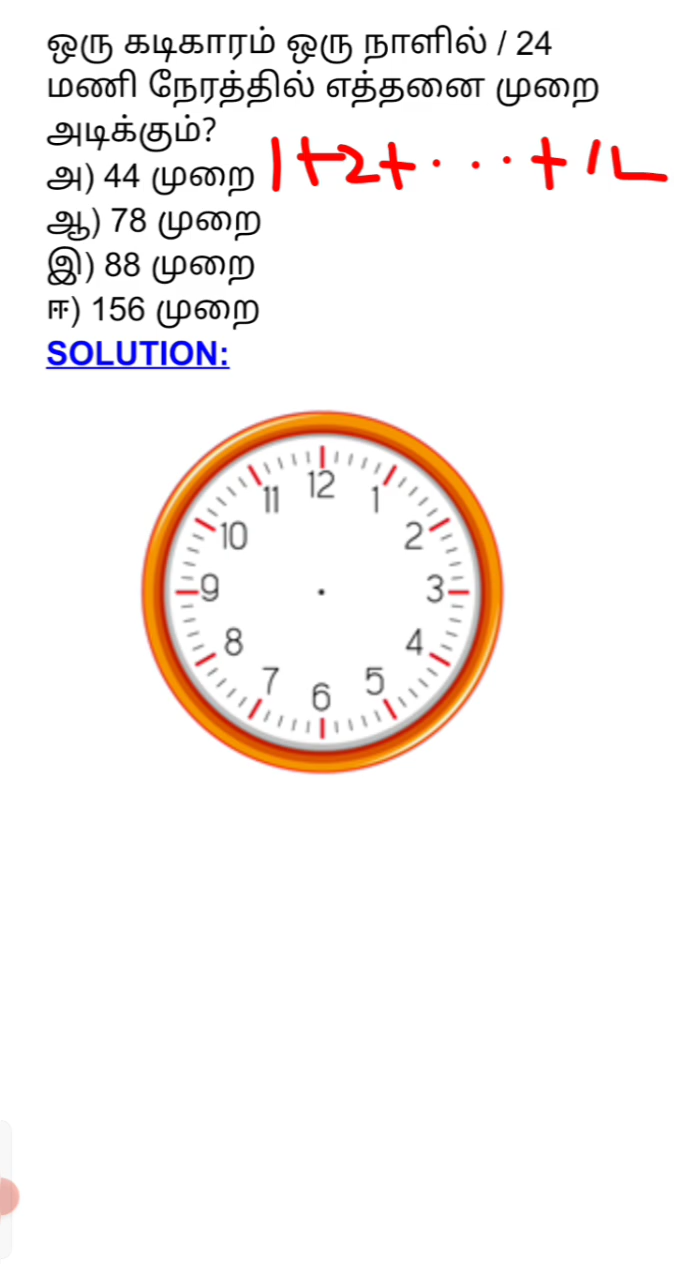 ஒரு கடிகாரம் ஒரு நாளில் / 24
மணி நேரத்தில் எத்தனை முறை
அடிக்கும்?
அ) 44 முறை 1+2+...+12
ஆ) 78 முறை
இ) 88 முறை
ஈ) 156 முறை
SOLUTION:
12
11 1
10 2
9 3
8 4
7 5
6